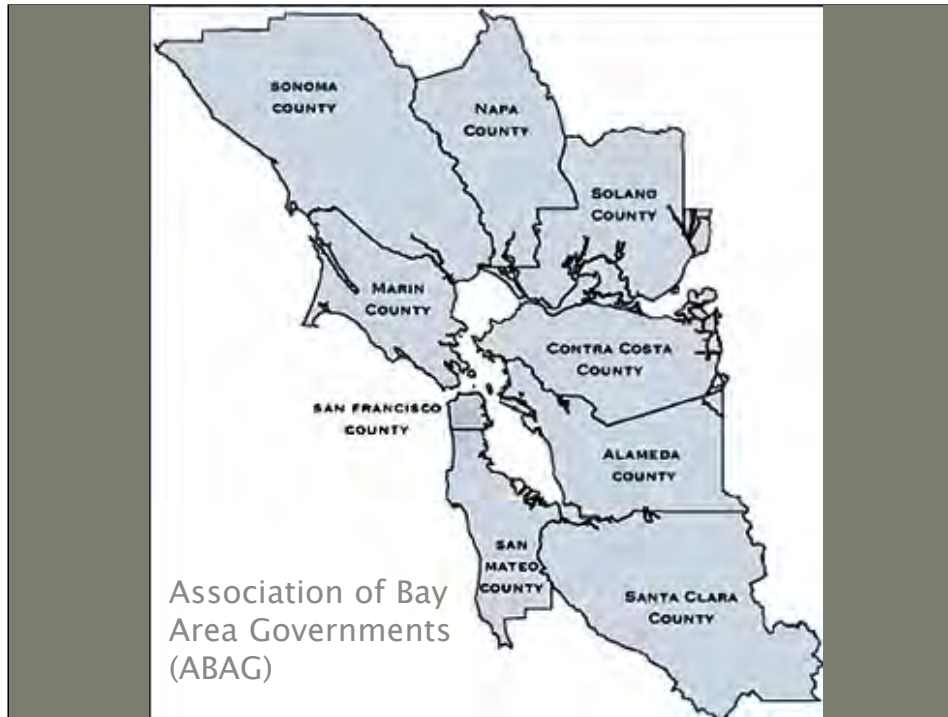 SONOMA
COUNTY
NAPA
COUNTY
SOLANO
COUNTY
MARIN
COUNTY
CONTRA COSTA
COUNTY
SAN FRANCISCO
COUNTY
ALAMEDA
COUNTY
SAN
MATEO
COUNTY
SANTA CLARA
COUNTY
Association of Bay
Area Governments
(ABAG)